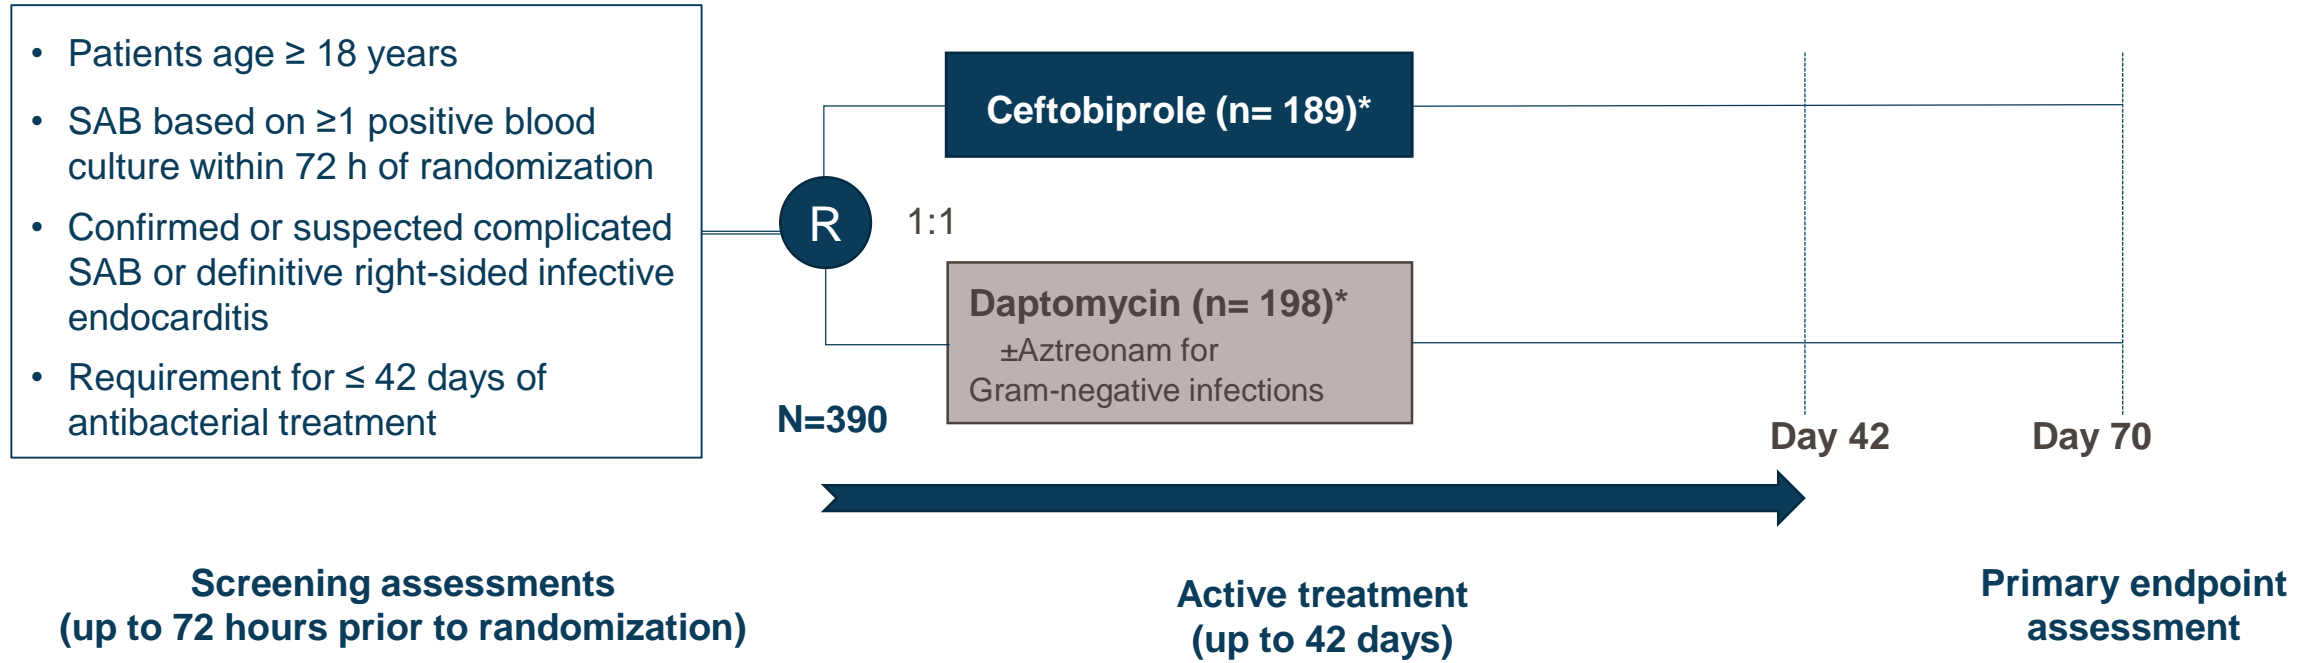 • Patients age ≥ 18 years
• SAB based on ≥1 positive blood
culture within 72 h of randomization
• Confirmed or suspected complicated
SAB or definitive right-sided infective
endocarditis
• Requirement for ≤ 42 days of
antibacterial treatment
R
1:1
N=390
Ceftobiprole (n= 189)*
Daptomycin (n= 198)*
±Aztreonam for
Gram-negative infections
Day 42
Day 70
Screening assessments
(up to 72 hours prior to randomization)
Active treatment
(up to 42 days)
Primary endpoint
assessment